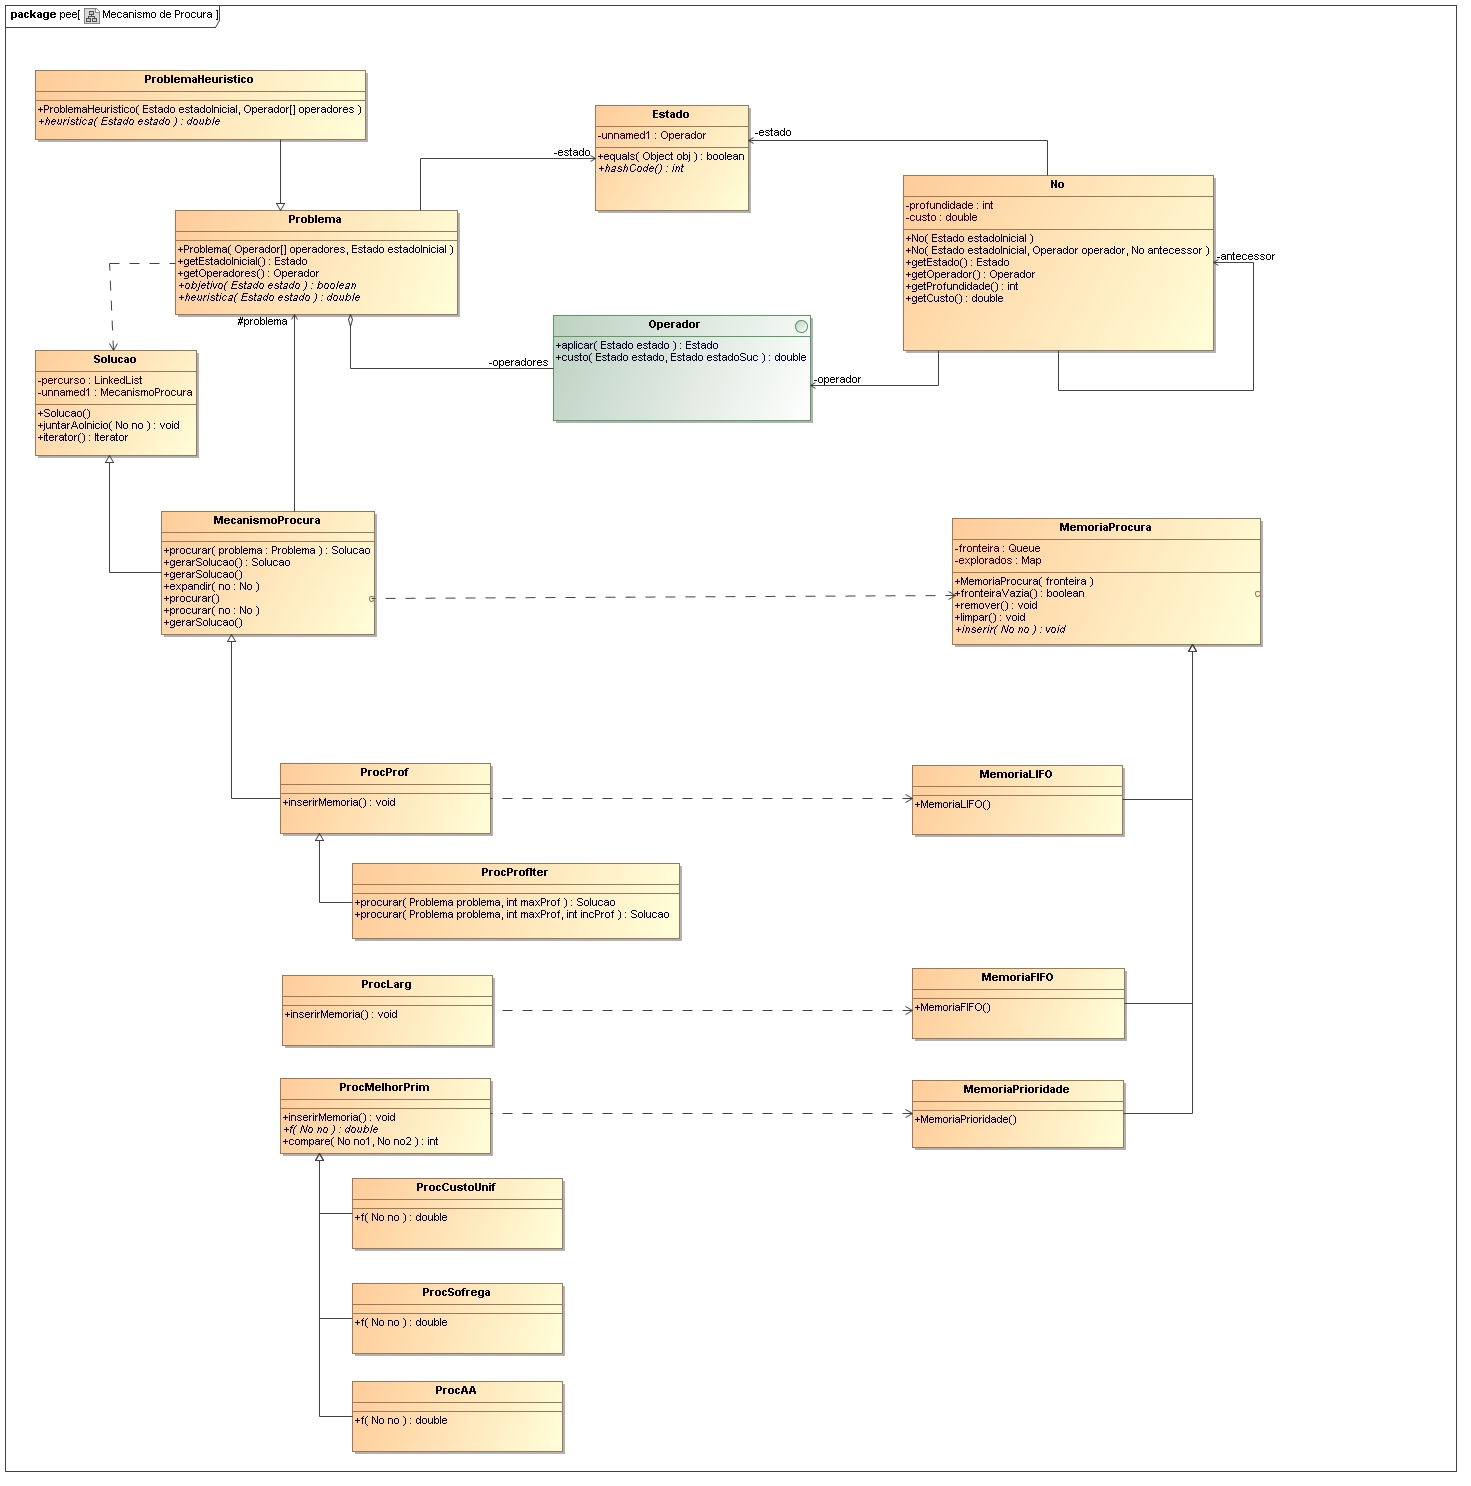 package pee[ Mecanismo de Procura ]
ProblemaHeuristico
+ProblemaHeuristico( Estado estadoInicial, Operador[] operadores )
+heuristica( Estado estado ) : double
Estado
-unnamed1 : Operador
+equals( Object obj ) : boolean
+hashCode() : int
-estado
-estado
No
-profundidade : int
-custo : double
+No( Estado estadoInicial )
+No( Estado estadoInicial, Operador operador, No antecessor )
+getEstado() : Estado
+getOperador() : Operador
+getProfundidade() : int
+getCusto() : double
-antecessor
Problema
+Problema( Operador[] operadores, Estado estadoInicial )
+getEstadoInicial() : Estado
+getOperadores() : Operador
+objetivo( Estado estado ) : boolean
+heuristica( Estado estado ) : double
#problema
-operadores
Operador
+aplicar( Estado estado ) : Estado
+custo( Estado estado, Estado estadoSuc ) : double
-operador
Solucao
-percurso : LinkedList
-unnamed1 : MecanismoProcura
+Solucao()
+juntarAoInicio( No no ) : void
+iterator() : Iterator
MecanismoProcura
+procurar( problema : Problema ) : Solucao
+gerarSolucao() : Solucao
+gerarSolucao()
+expandir( no : No )
+procurar()
+procurar( no : No )
+gerarSolucao()
MemoriaProcura
-fronteira : Queue
-explorados : Map
+MemoriaProcura( fronteira )
+fronteiraVazia() : boolean
+remover() : void
+limpar() : void
+inserir( No no ) : void
ProcProf
+inserirMemoria() : void
MemoriaLIFO
+MemoriaLIFO()
ProcProfIter
+procurar( Problema problema, int maxProf ) : Solucao
+procurar( Problema problema, int maxProf, int incProf ) : Solucao
ProcLarg
+inserirMemoria() : void
MemoriaFIFO
+MemoriaFIFO()
ProcMelhorPrim
+inserirMemoria() : void
+f( No no ) : double
+compare( No no1, No no2 ) : int
MemoriaPrioridade
+MemoriaPrioridade()
ProcCustoUnif
+f( No no ) : double
ProcSofrega
+f( No no ) : double
ProcAA
+f( No no ) : double